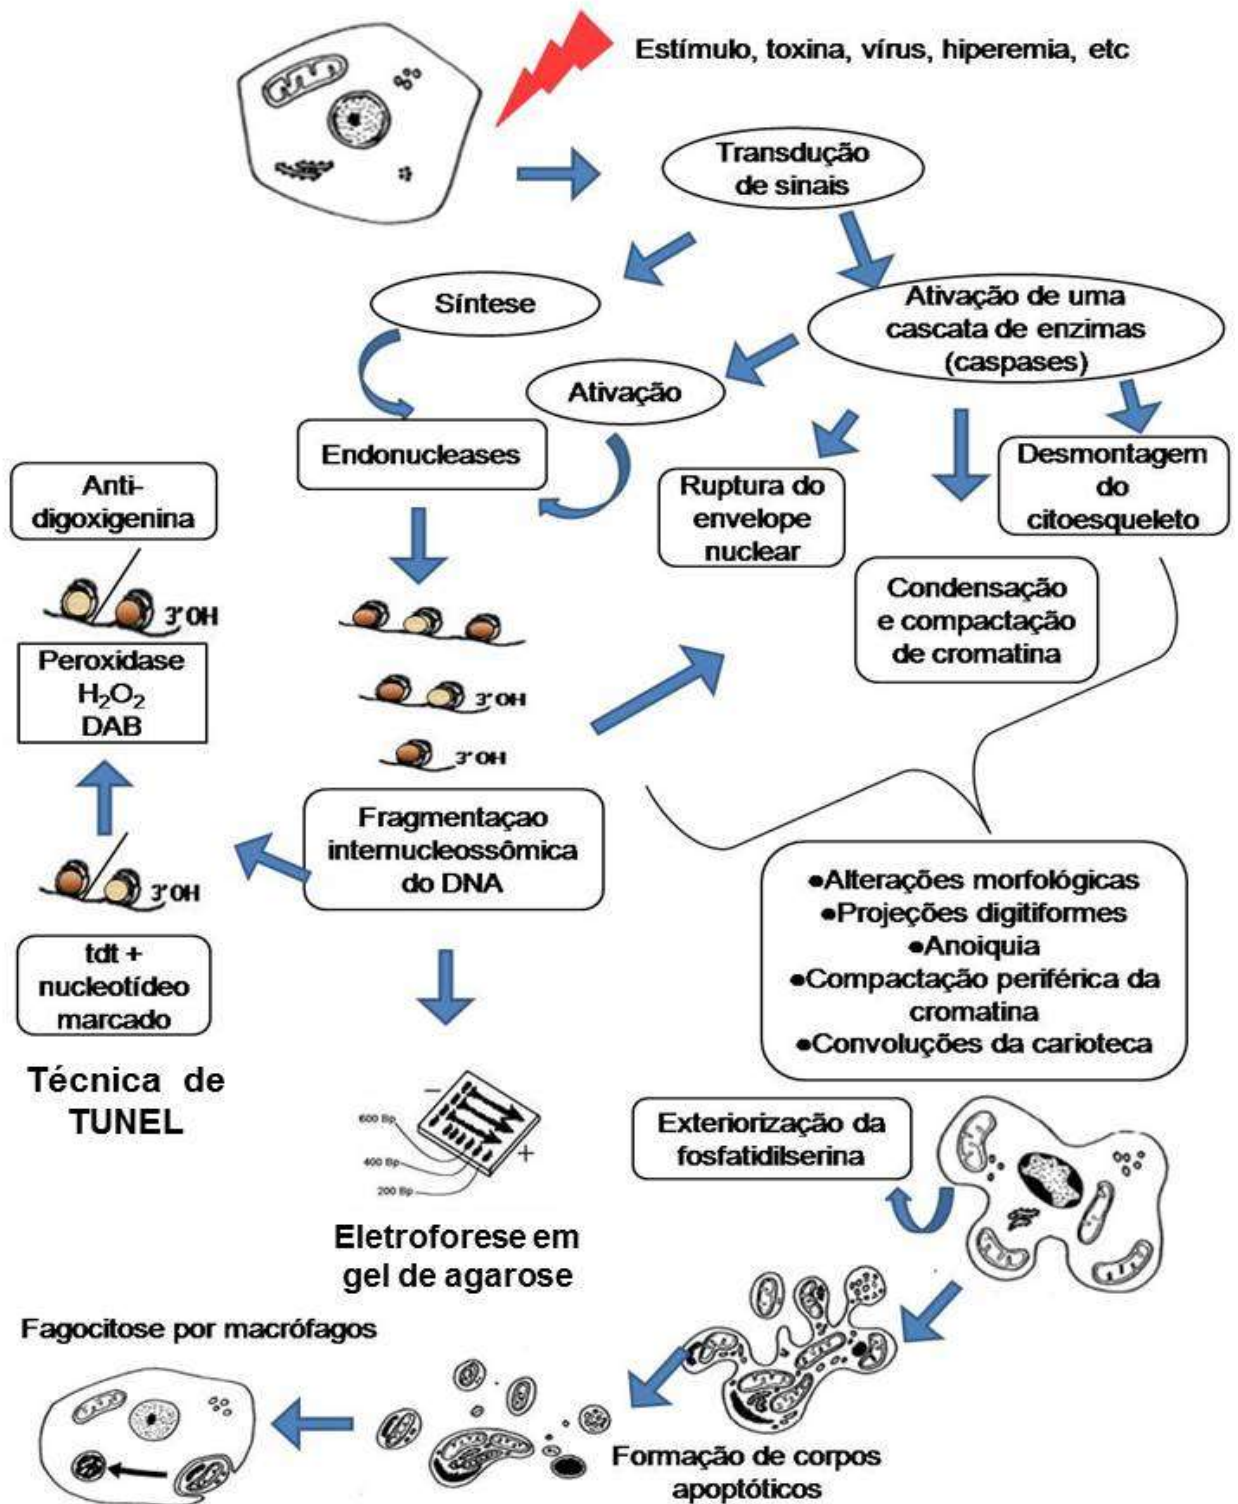 Estímulo, toxina, vírus, hiperemia, etc
Transdução
de sinais
Síntese
Ativação de uma
cascata de enzimas
(caspases)
Ativação
Endonucleases
Ruptura do
envelope
nuclear
Desmontagem
do
citoesqueleto
Condensação
e compactação
de cromatina
Anti-
digoxigenina
3' OH
Peroxidase
H₂O₂
DAB
3' OH
3' OH
Fragmentaçao
internucleossômica
do DNA
3' OH
tdt +
nucleotídeo
marcado
Técnica de
TUNEL
●Alterações morfológicas
●Projeções digitiformes
●Anoiquia
●Compactação periférica da
cromatina
●Convoluções da carioteca
–
600 Bp
400 Bp
200 Bp
+
Eletroforese em
gel de agarose
Exteriorização da
fosfatidilserina
Fagocitose por macrófagos
Formação de corpos
apoptóticos